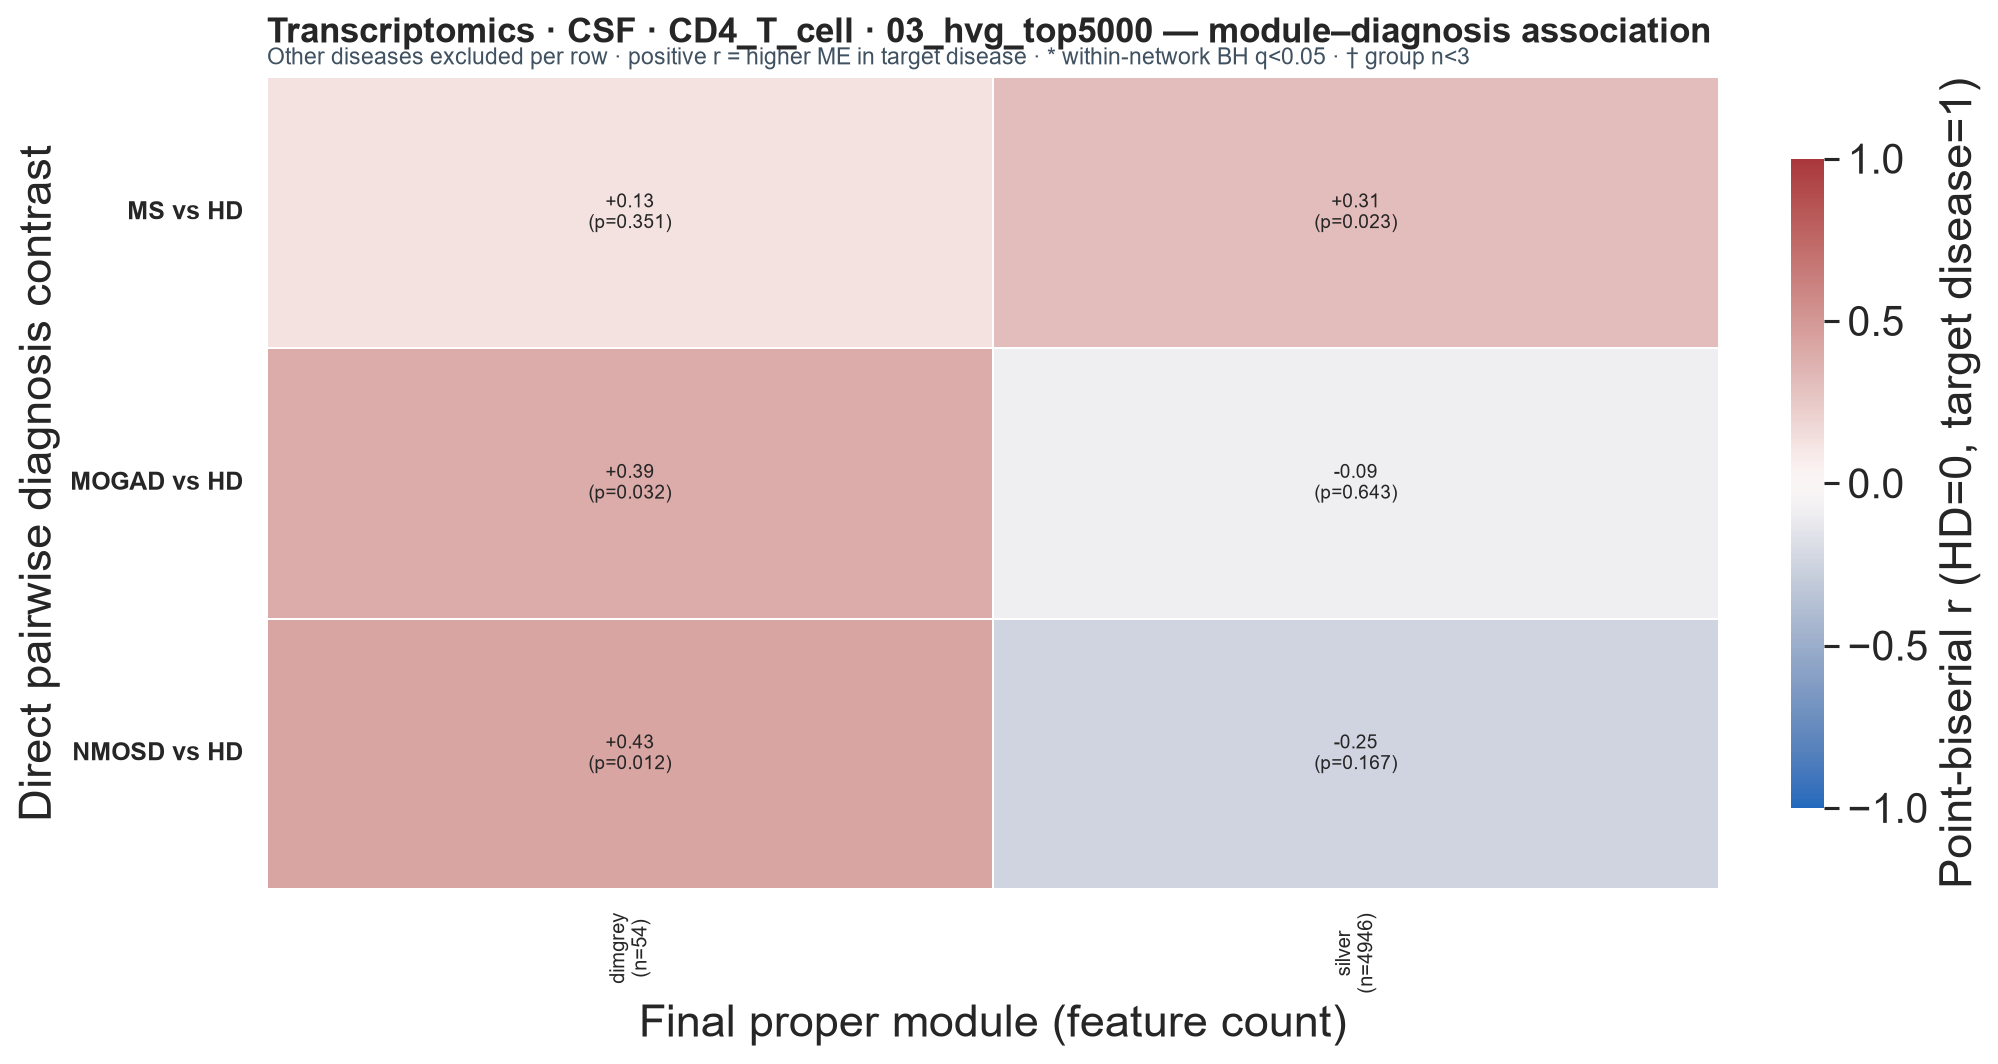 Transcriptomics · CSF · CD4_T_cell · 03_hvg_top5000 — module–diagnosis association
Other diseases excluded per row · positive r = higher ME in target disease · * within-network BH q<0.05 · † group n<3
Direct pairwise diagnosis contrast
MS vs HD
+0.13
(p=0.351)
+0.31
(p=0.023)
MOGAD vs HD
+0.39
(p=0.032)
-0.09
(p=0.643)
NMOSD vs HD
+0.43
(p=0.012)
-0.25
(p=0.167)
dimgrey
(n=54)
silver
(n=4946)
Final proper module (feature count)
1.0
0.5
0.0
−0.5
−1.0
Point-biserial r (HD=0, target disease=1)